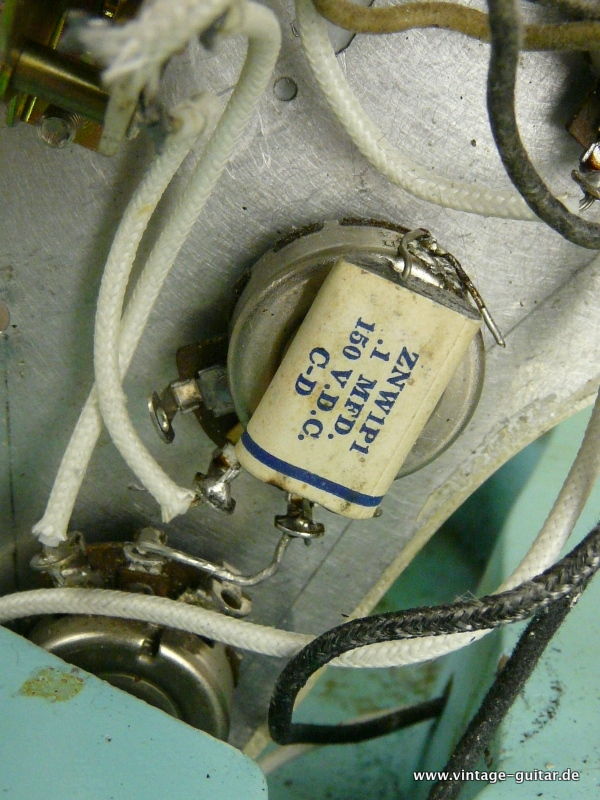 ZNW1P1
.1 MFD.
150 V.D.C.
C-D
www.vintage-guitar.de